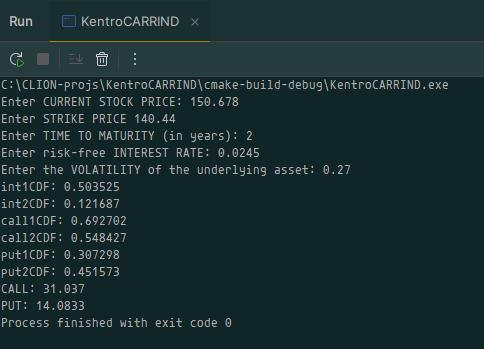 Run KentroCARRIND ×
C:\CLION-projs\KentroCARRIND\cmake-build-debug\KentroCARRIND.exe
Enter CURRENT STOCK PRICE: 150.678
Enter STRIKE PRICE 140.44
Enter TIME TO MATURITY (in years): 2
Enter risk-free INTEREST RATE: 0.0245
Enter the VOLATILITY of the underlying asset: 0.27
int1CDF: 0.503525
int2CDF: 0.121687
call1CDF: 0.692702
call2CDF: 0.548427
put1CDF: 0.307298
put2CDF: 0.451573
CALL: 31.037
PUT: 14.0833
Process finished with exit code 0